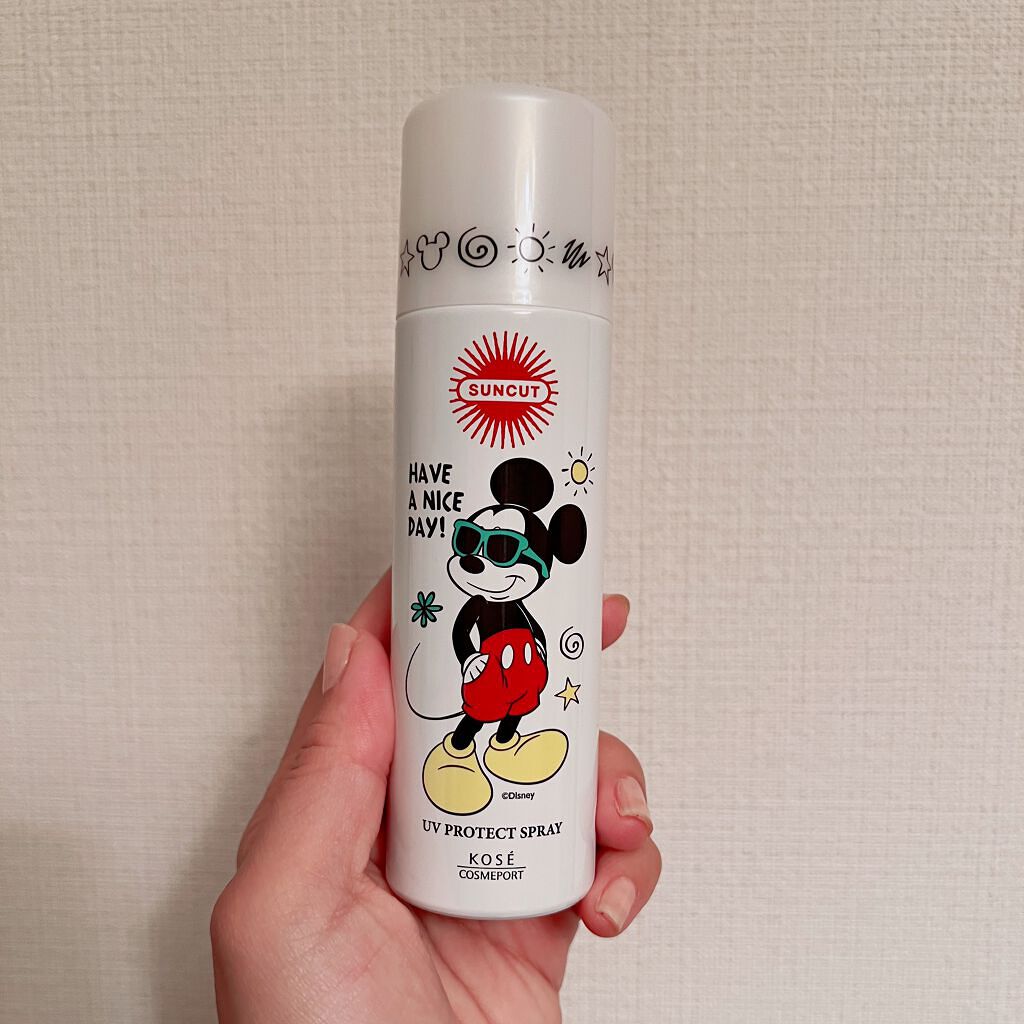 SUNCUT
HAVE
A NICE
DAY!
©Disney
UV PROTECT SPRAY
KOSÉ
COSMEPORT